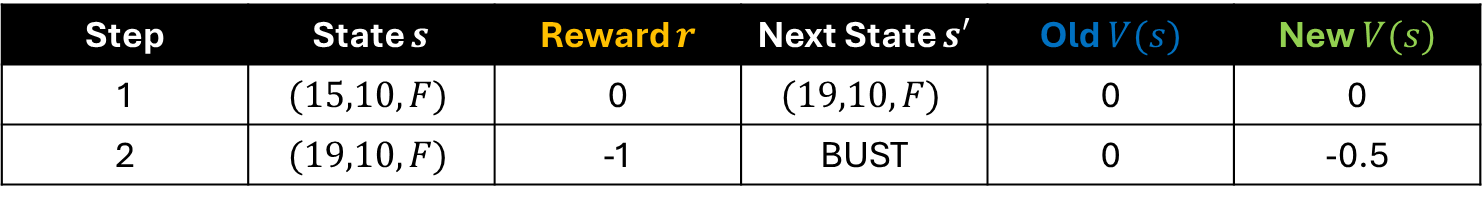 Step State s Reward r Next State s′ Old V(s) New V(s)
1 (15,10, F) 0 (19,10, F) 0 0
2 (19,10, F) -1 BUST 0 -0.5